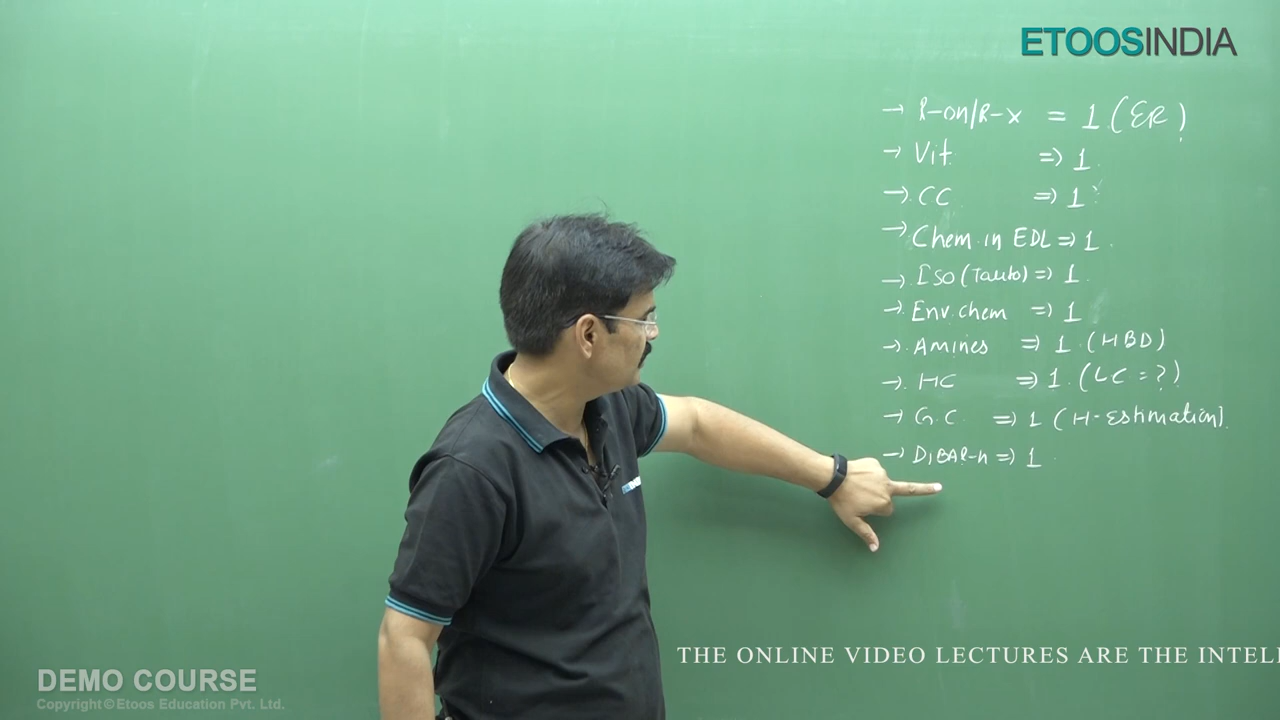 ETOOSINDIA
→ R-OH/R-X = 1 (ER)
→ Vit. ⇒ 1
→ CC ⇒ 1
→ Chem. in EDL ⇒ 1
→ Iso (Tauto) ⇒ 1
→ Env. chem ⇒ 1
→ Amines ⇒ 1 (HBD)
→ HC ⇒ 1 (LC = ?)
→ G.C. ⇒ 1 (H-Estimation)
→ DIBAL-H ⇒ 1
THE ONLINE VIDEO LECTURES ARE THE INTEL
DEMO COURSE
Copyright©Etoos Education Pvt. Ltd.